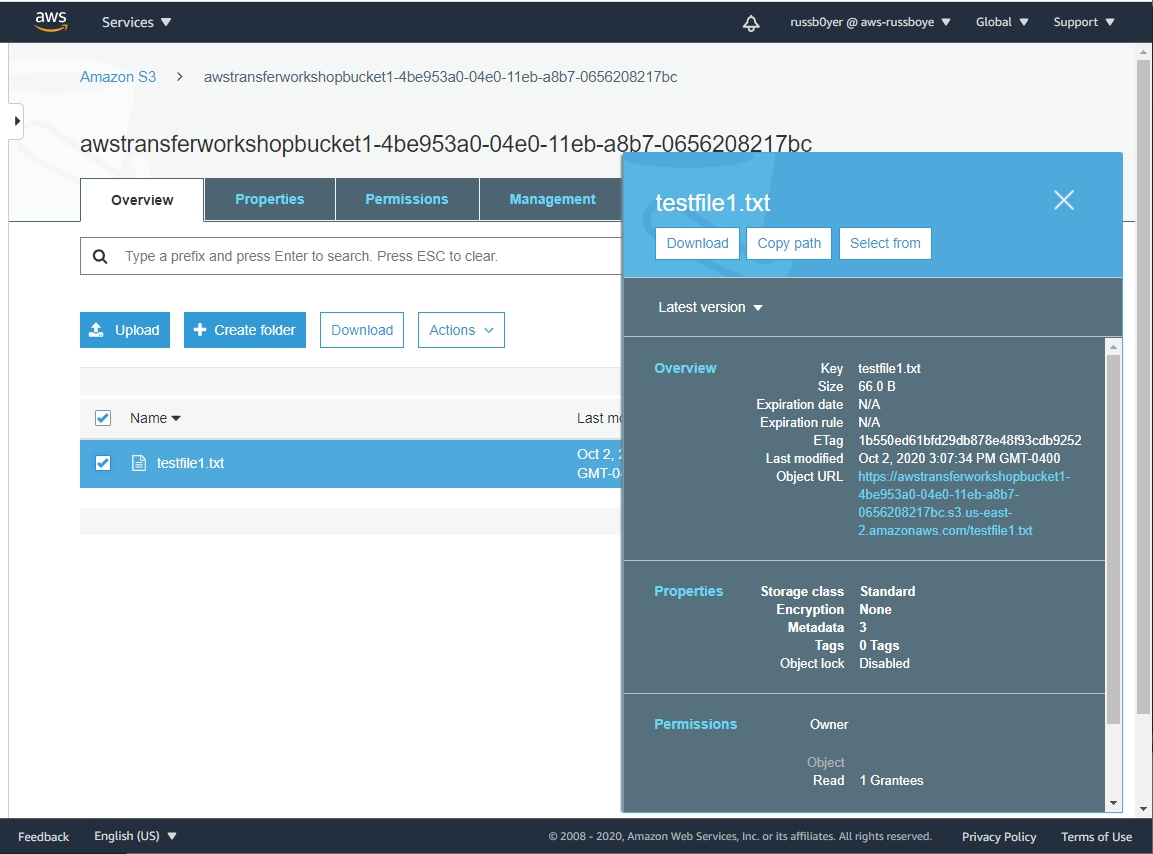 aws
Services
russb0yer @ aws-russboye
Global
Support
Amazon S3 > awstransferworkshopbucket1-4be953a0-04e0-11eb-a8b7-0656208217bc
awstransferworkshopbucket1-4be953a0-04e0-11eb-a8b7-0656208217bc
Overview
Properties
Permissions
Management
Type a prefix and press Enter to search. Press ESC to clear.
Upload
Create folder
Download
Actions
Name
Last mo
testfile1.txt
Oct 2, 2
GMT-0
testfile1.txt
Download
Copy path
Select from
Latest version
Overview
Key testfile1.txt
Size 66.0 B
Expiration date N/A
Expiration rule N/A
ETag 1b550ed61bfd29db878e48f93cdb9252
Last modified Oct 2, 2020 3:07:34 PM GMT-0400
Object URL https://awstransferworkshopbucket1-
4be953a0-04e0-11eb-a8b7-
0656208217bc.s3.us-east-
2.amazonaws.com/testfile1.txt
Properties
Storage class Standard
Encryption None
Metadata 3
Tags 0 Tags
Object lock Disabled
Permissions
Owner
Object
Read 1 Grantees
Feedback
English (US)
© 2008 - 2020, Amazon Web Services, Inc. or its affiliates. All rights reserved.
Privacy Policy
Terms of Use